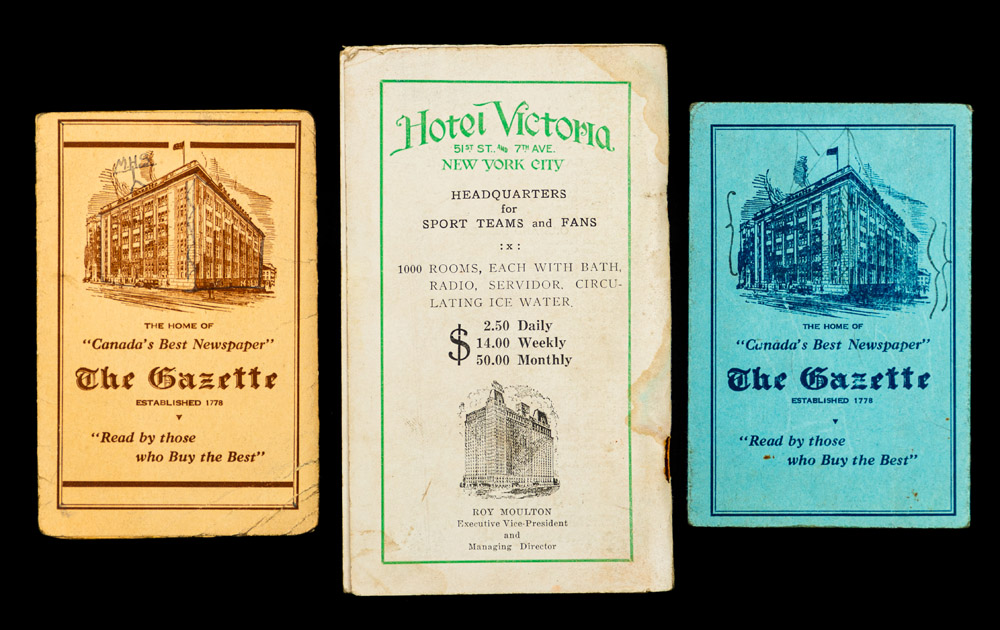 MHS
THE HOME OF
"Canada's Best Newspaper"
The Gazette
ESTABLISHED 1778
"Read by those
who Buy the Best"
Hotel Victoria
51ST ST. AND 7TH AVE.
NEW YORK CITY
HEADQUARTERS
for
SPORT TEAMS and FANS
:x:
1000 ROOMS, EACH WITH BATH,
RADIO, SERVIDOR, CIRCU-
LATING ICE WATER.
$ 2.50 Daily
14.00 Weekly
50.00 Monthly
ROY MOULTON
Executive Vice-President
and
Managing Director
THE HOME OF
"Canada's Best Newspaper"
The Gazette
ESTABLISHED 1778
"Read by those
who Buy the Best"